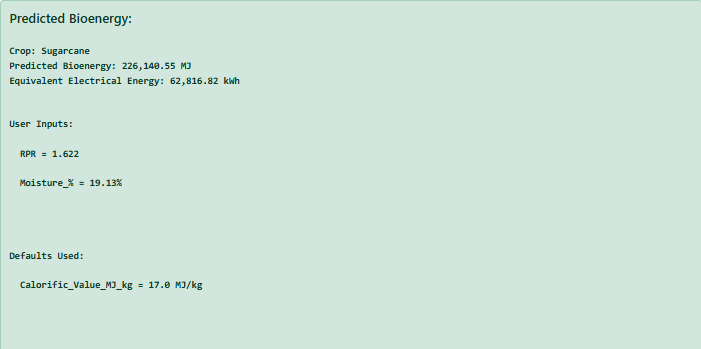 Predicted Bioenergy:
Crop: Sugarcane
Predicted Bioenergy: 226,140.55 MJ
Equivalent Electrical Energy: 62,816.82 kWh
User Inputs:
RPR = 1.622
Moisture_% = 19.13%
Defaults Used:
Calorific_Value_MJ_kg = 17.0 MJ/kg